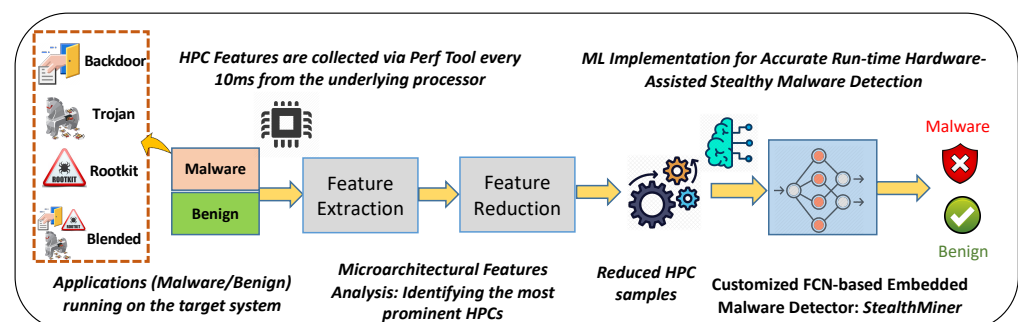 Backdoor
Trojan
ROOTKIT
Rootkit
ROOTKIT
Blended
HPC Features are collected via Perf Tool every
10ms from the underlying processor
ML Implementation for Accurate Run-time Hardware-
Assisted Stealthy Malware Detection
Malware
Benign
Feature
Extraction
Feature
Reduction
Malware
Benign
Applications (Malware/Benign)
running on the target system
Microarchitectural Features
Analysis: Identifying the most
prominent HPCs
Reduced HPC
samples
Customized FCN-based Embedded
Malware Detector: StealthMiner